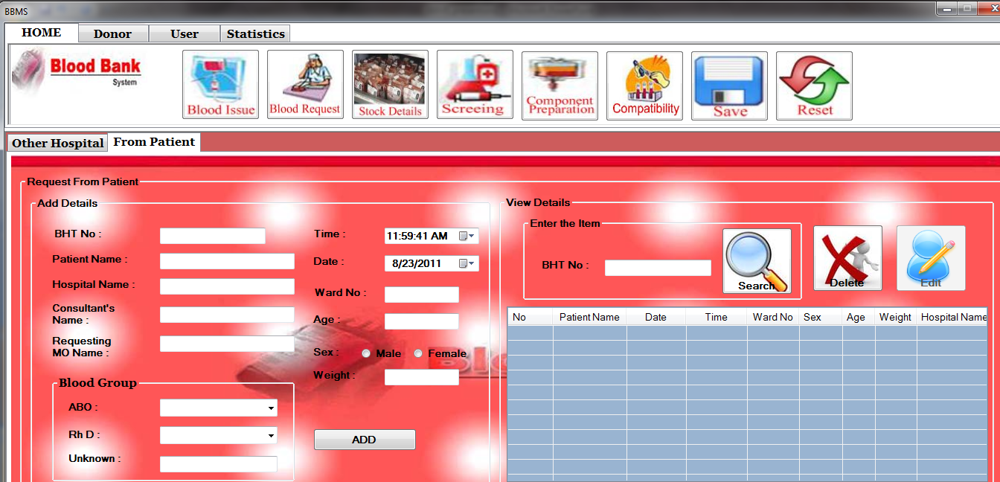 BBMS
HOME Donor User Statistics
Blood Bank
System
Blood Issue
Blood Request
Stock Details
Screeing
Component
Preparation
Compatibility
Save
Reset
Other Hospital From Patient
Request From Patient
Add Details
BHT No :
Patient Name :
Hospital Name :
Consultant's
Name :
Requesting
MO Name :
Blood Group
ABO :
Rh D :
Unknown :
Time : 11:59:41 AM
Date : 8/23/2011
Ward No :
Age :
Sex : Male Female
Weight :
ADD
View Details
Enter the Item
BHT No :
Search
Delete
Edit
No Patient Name Date Time Ward No Sex Age Weight Hospital Name